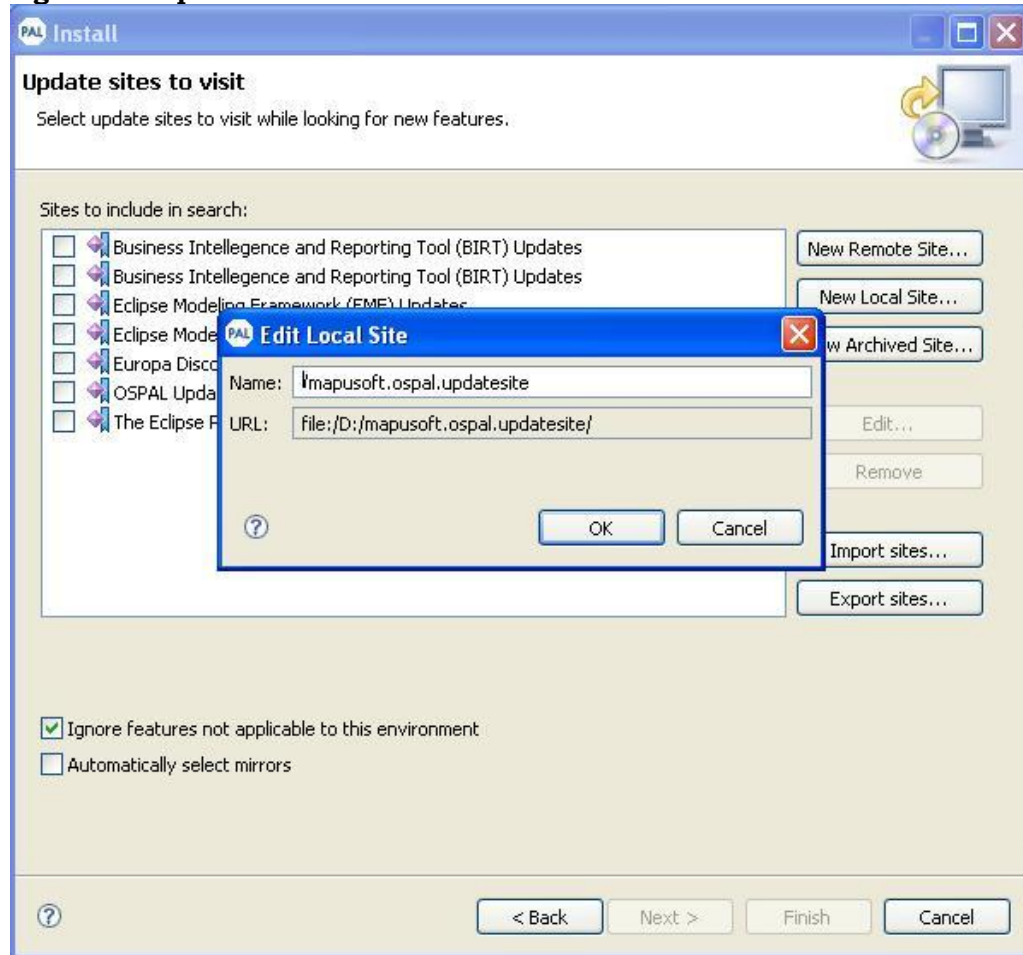 PAL Install
Update sites to visit
Select update sites to visit while looking for new features.
Sites to include in search:
Business Intellegence and Reporting Tool (BIRT) Updates
Business Intellegence and Reporting Tool (BIRT) Updates
Eclipse Modeling Framework (EMF) Updates
Eclipse Mode
Europa Disco
OSPAL Upda
The Eclipse
New Remote Site...
New Local Site...
w Archived Site...
Edit...
Remove
Import sites...
Export sites...
PAL Edit Local Site
Name: /mapusoft.ospal.updatesite
URL: file:/D:/mapusoft.ospal.updatesite/
OK Cancel
Ignore features not applicable to this environment
Automatically select mirrors
< Back Next > Finish Cancel